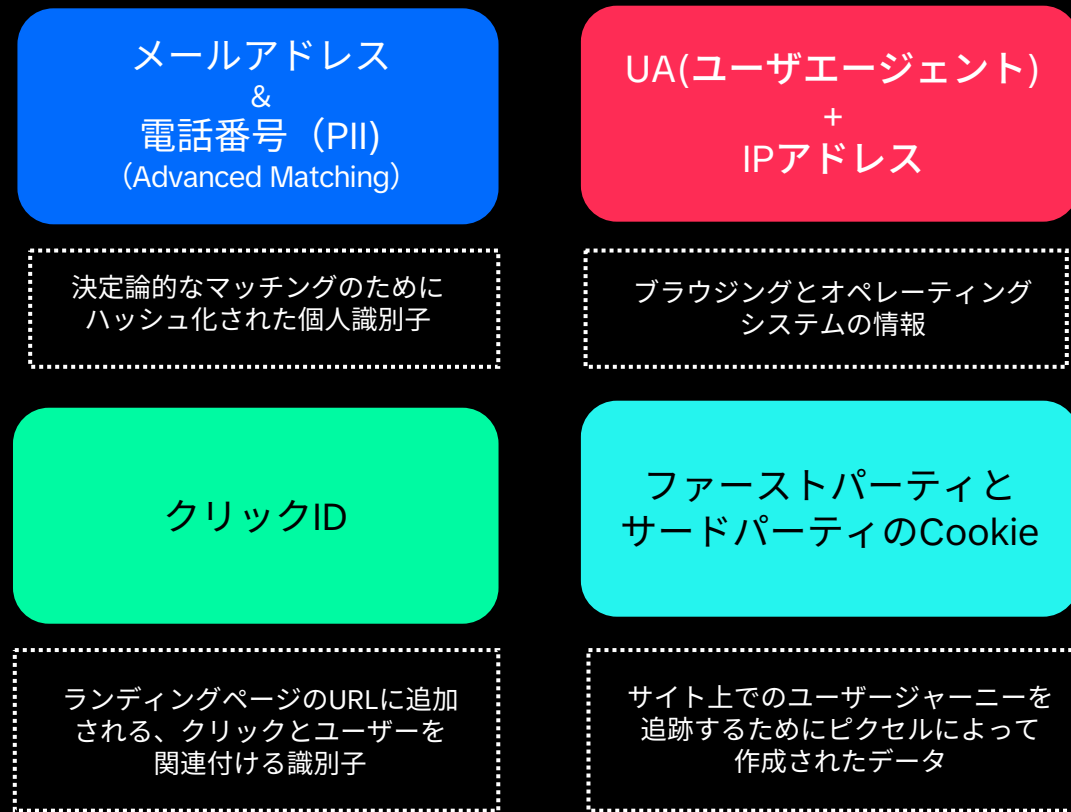 メールアドレス
&
電話番号（PII)
（Advanced Matching）
UA(ユーザエージェント)
+
IPアドレス
決定論的なマッチングのために
ハッシュ化された個人識別子
ブラウジングとオペレーティング
システムの情報
クリックID
ファーストパーティと
サードパーティのCookie
ランディングページのURLに追加
される、クリックとユーザーを
関連付ける識別子
サイト上でのユーザージャーニーを
追跡するためにピクセルによって
作成されたデータ